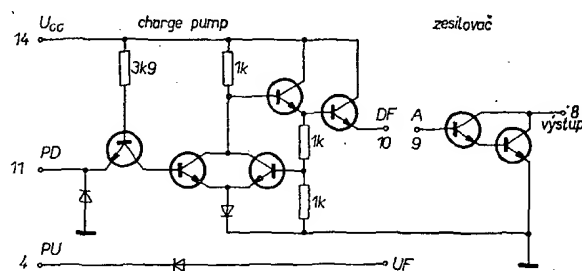 charge pump zesilovač
14 UCC
3k9 1k
1k
DF A
10 9
8
výstup
11 PD
1k
4 PU UF